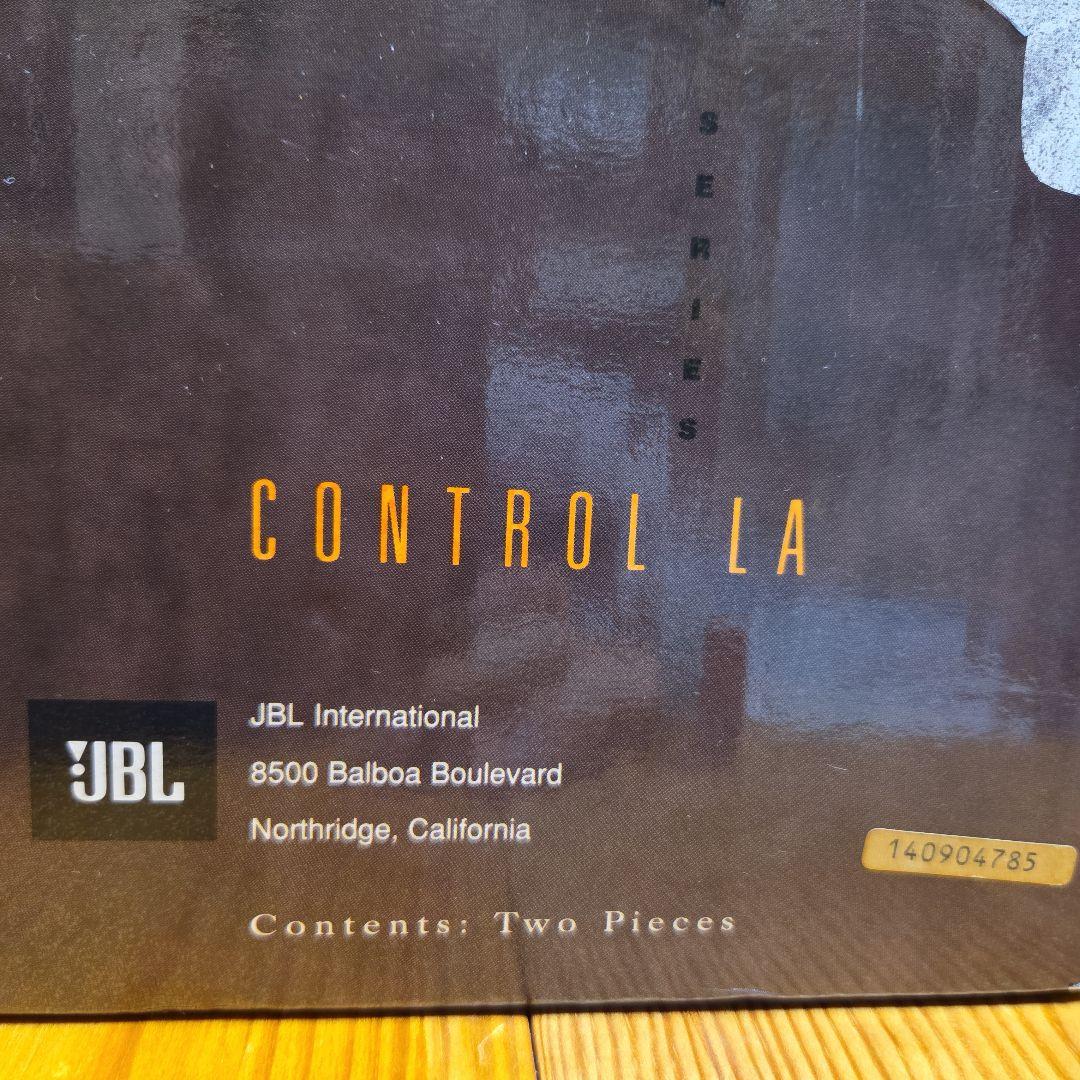 SERIES
CONTROL LA
JBL
JBL International
8500 Balboa Boulevard
Northridge, California
140904785
Contents: Two Pieces